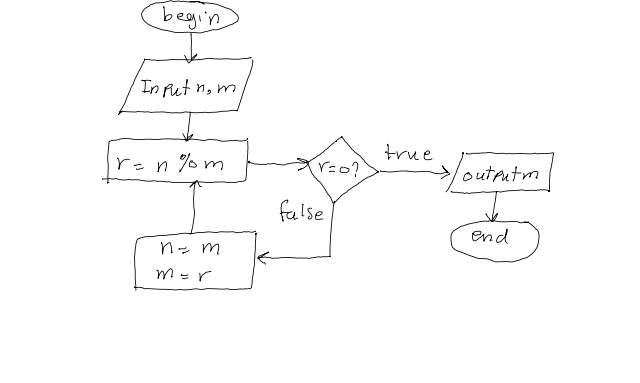 begin
Input n, m
r = n % m
r=0?
true
output m
end
false
n = m
m = r